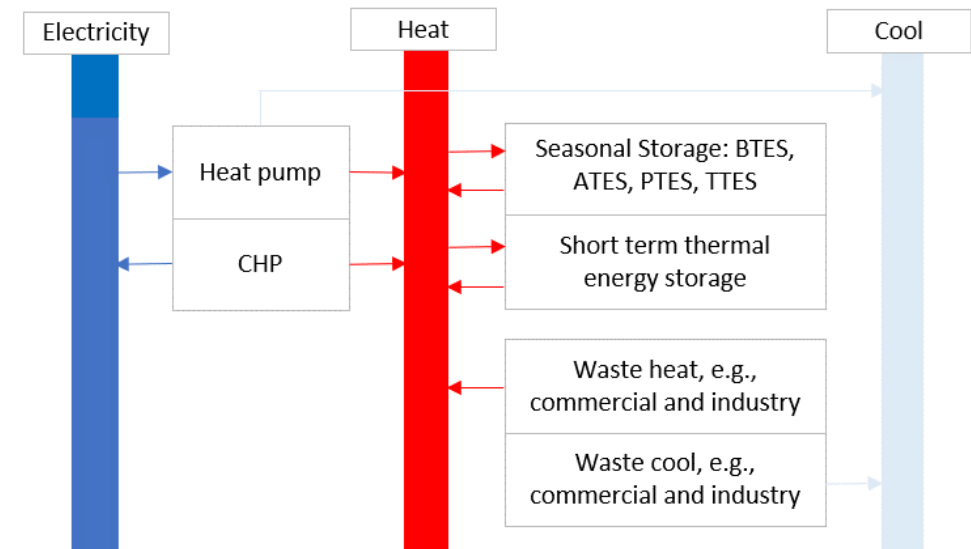 Electricity
Heat
Cool
Heat pump
Seasonal Storage: BTES,
ATES, PTES, TTES
CHP
Short term thermal
energy storage
Waste heat, e.g.,
commercial and industry
Waste cool, e.g.,
commercial and industry